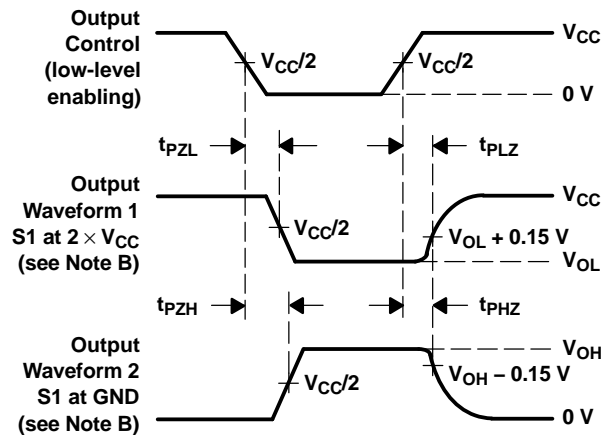 Output
Control
(low-level
enabling)
V_CC/2
V_CC/2
V_CC
0 V
t_PZL
t_PLZ
Output
Waveform 1
S1 at 2 × V_CC
(see Note B)
V_CC/2
V_CC
V_OL + 0.15 V
V_OL
t_PZH
t_PHZ
Output
Waveform 2
S1 at GND
(see Note B)
V_CC/2
V_OH
V_OH − 0.15 V
0 V